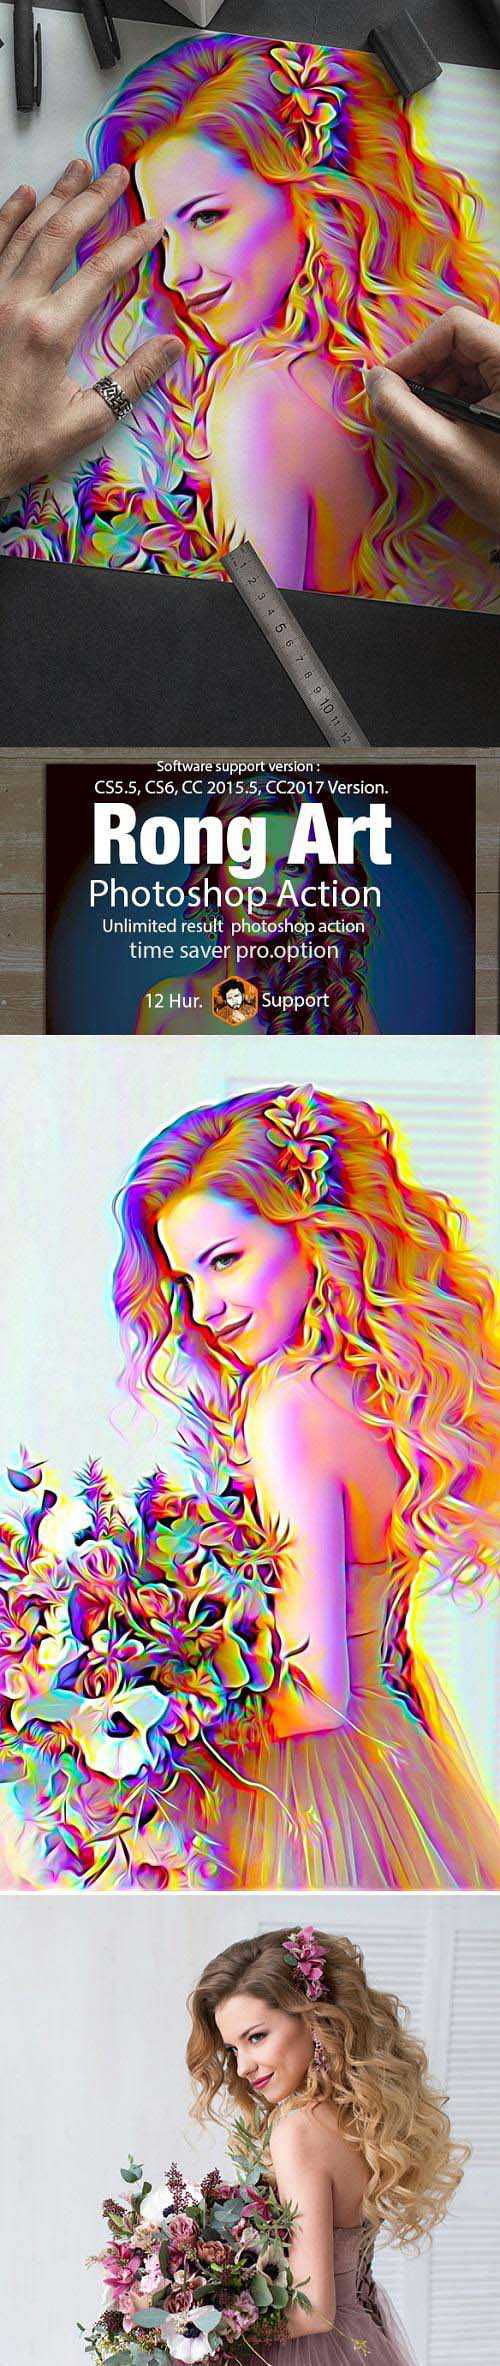 1 2 3 4 5 6 7 8 9 10 11 12
Software support version :
CS5.5, CS6, CC 2015.5, CC2017 Version.
Rong Art
Photoshop Action
Unlimited result photoshop action
time saver pro.option
12 Hur. Support